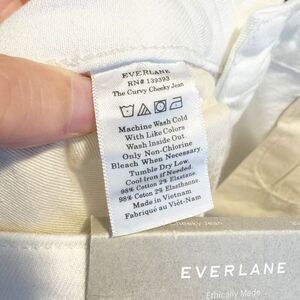 EVERLANE
RN# 139393
The Curvy Cheeky Jean
Machine Wash Cold
With Like Colors
Wash Inside Out.
Only Non-Chlorine
Bleach When Necessary.
Tumble Dry Low.
Cool Iron if Needed.
98% Cotton 2% Elastane.
98% Coton 2% Elasthanne.
Made in Vietnam
Fabriqué au Viêt-Nam
Cheeky Jean
EVERLANE
Ethically Made